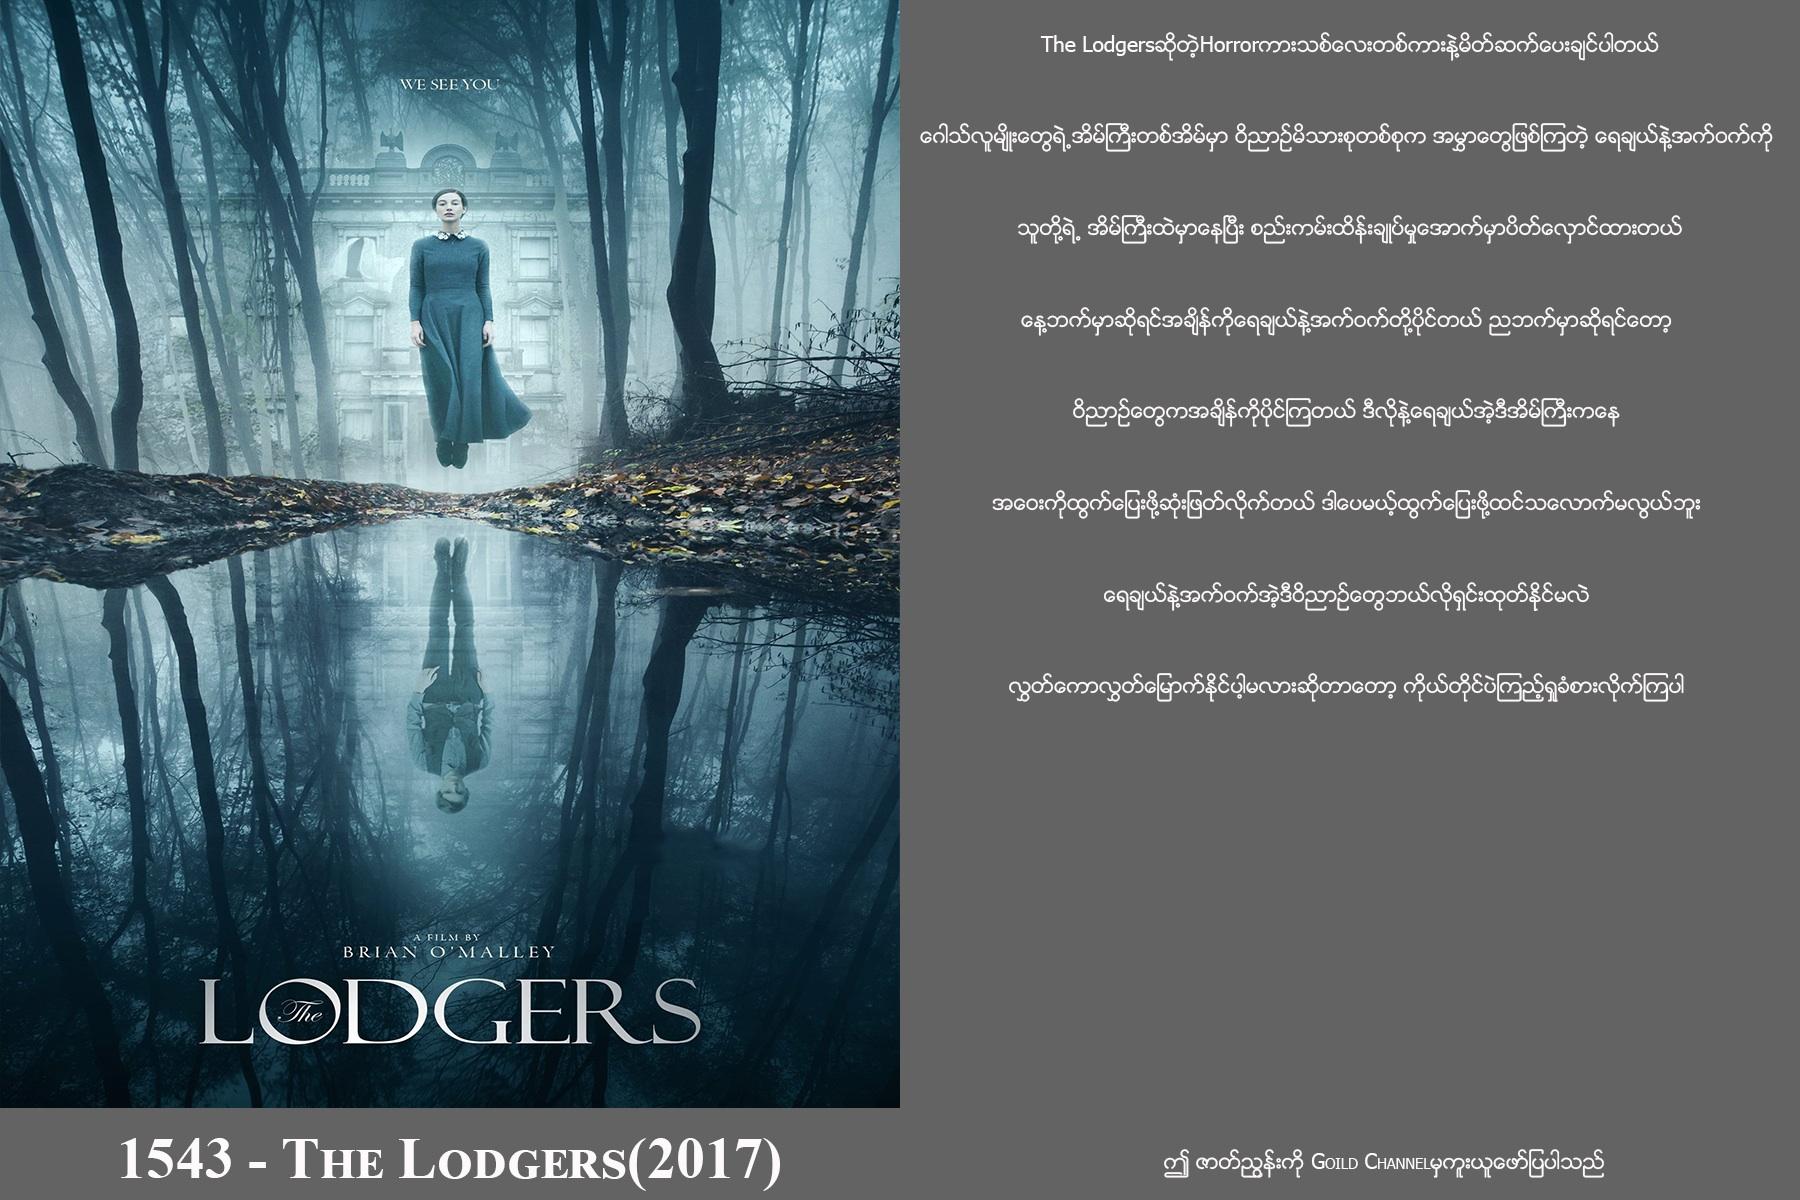 WE SEE YOU
A FILM BY
BRIAN O'MALLEY
The LODGERS
1543 - THE LODGERS(2017)
The Lodgersဆိုတဲ့Horrorကားသစ်လေးတစ်ကားနဲ့မိတ်ဆက်ပေးချင်ပါတယ်
ဂေါသ်လူမျိုးတွေရဲ့အိမ်ကြီးတစ်အိမ်မှာ ဝိညာဉ်မိသားစုတစ်စုက အမွှာတွေဖြစ်ကြတဲ့ ရေချယ်နဲ့အက်ဝက်ကို
သူတို့ရဲ့ အိမ်ကြီးထဲမှာနေပြီး စည်းကမ်းထိန်းချုပ်မှုအောက်မှာပိတ်လှောင်ထားတယ်
နေ့ဘက်မှာဆိုရင်အချိန်ကိုရေချယ်နဲ့အက်ဝက်တို့ပိုင်တယ် ညဘက်မှာဆိုရင်တော့
ဝိညာဉ်တွေကအချိန်ကိုပိုင်ကြတယ် ဒီလိုနဲ့ရေချယ်အဲ့ဒီအိမ်ကြီးကနေ
အဝေးကိုထွက်ပြေးဖို့ဆုံးဖြတ်လိုက်တယ် ဒါပေမယ့်ထွက်ပြေးဖို့ထင်သလောက်မလွယ်ဘူး
ရေချယ်နဲ့အက်ဝက်အဲ့ဒီဝိညာဉ်တွေဘယ်လိုရှင်းထုတ်နိုင်မလဲ
လွတ်ကောလွတ်မြောက်နိုင်ပါ့မလားဆိုတာတော့ ကိုယ်တိုင်ပဲကြည့်ရှုခံစားလိုက်ကြပါ
ဤ ဇာတ်ညွှန်းကို GOILD CHANNELမှကူးယူဖော်ပြပါသည်